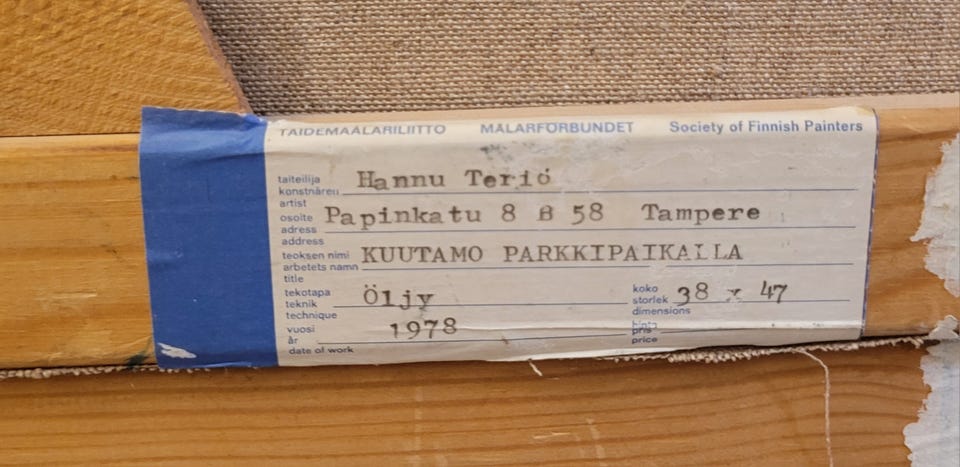 TAIDEMAALARILIITTO MÅLARFÖRBUNDET Society of Finnish Painters
taiteilija
konstnären Hannu Teriö
artist
osoite Papinkatu 8 B 58 Tampere
adress
address
teoksen nimi KUUTAMO PARKKIPAIKALLA
arbetets namn
title
tekotapa Öljy koko 38 x 47
teknik storlek
technique dimensions
vuosi 1978 hinta
år pris
date of work price